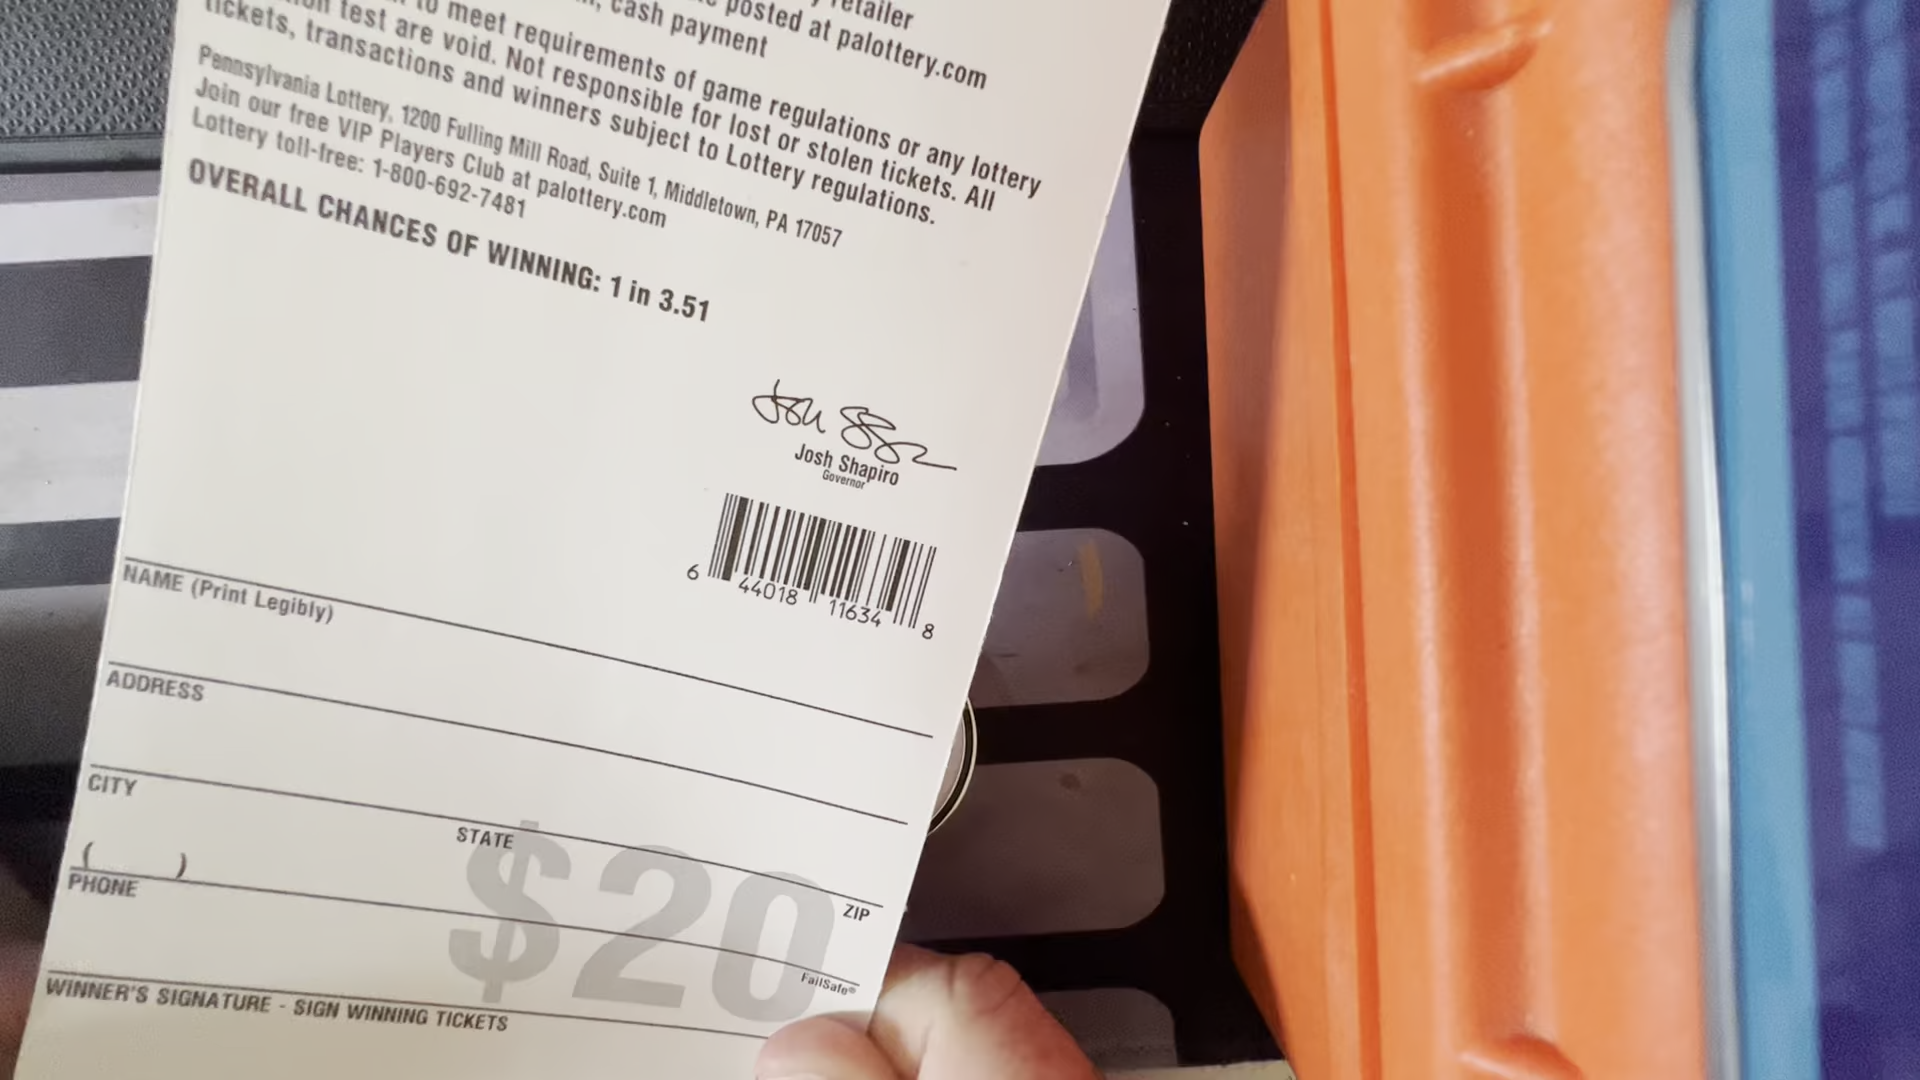 retailer
cash payment posted at palottery.com
to meet requirements of game regulations or any lottery
test are void. Not responsible for lost or stolen tickets. All
tickets, transactions and winners subject to Lottery regulations.
Pennsylvania Lottery, 1200 Fulling Mill Road, Suite 1, Middletown, PA 17057
Join our free VIP Players Club at palottery.com
Lottery toll-free: 1-800-692-7481
OVERALL CHANCES OF WINNING: 1 in 3.51
Josh Shapiro
Governor
6 44018 11634 8
NAME (Print Legibly)
ADDRESS
CITY
STATE
ZIP
( )
PHONE
$20
FailSafe®
WINNER'S SIGNATURE - SIGN WINNING TICKETS